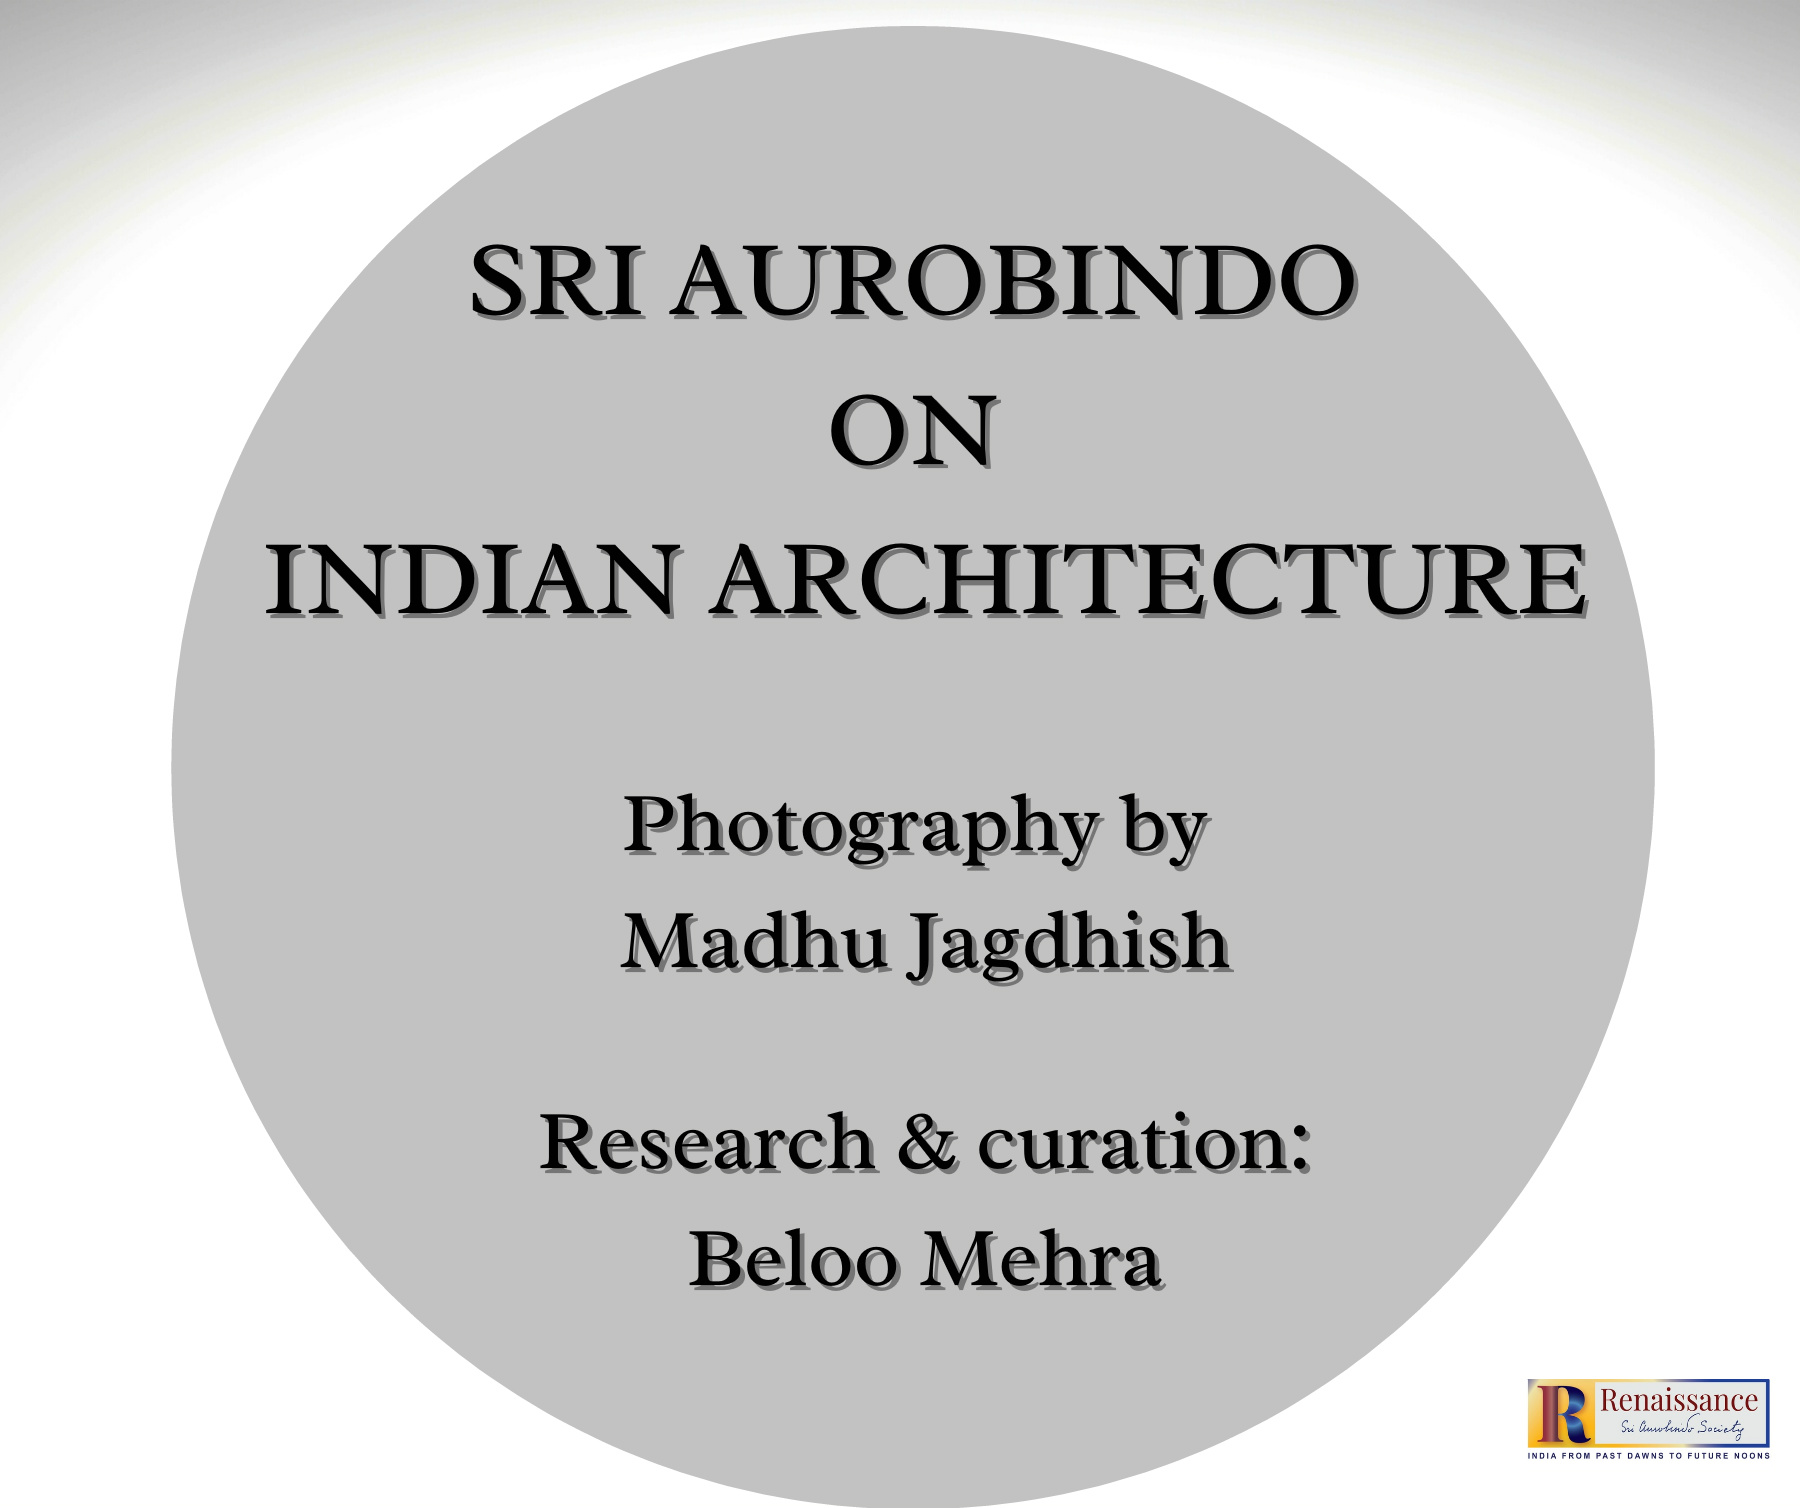 SRI AUROBINDO
ON
INDIAN ARCHITECTURE
Photography by
Madhu Jagdhish
Research & curation:
Beloo Mehra
R Renaissance
Sri Aurobindo Society
INDIA FROM PAST DAWNS TO FUTURE NOONS